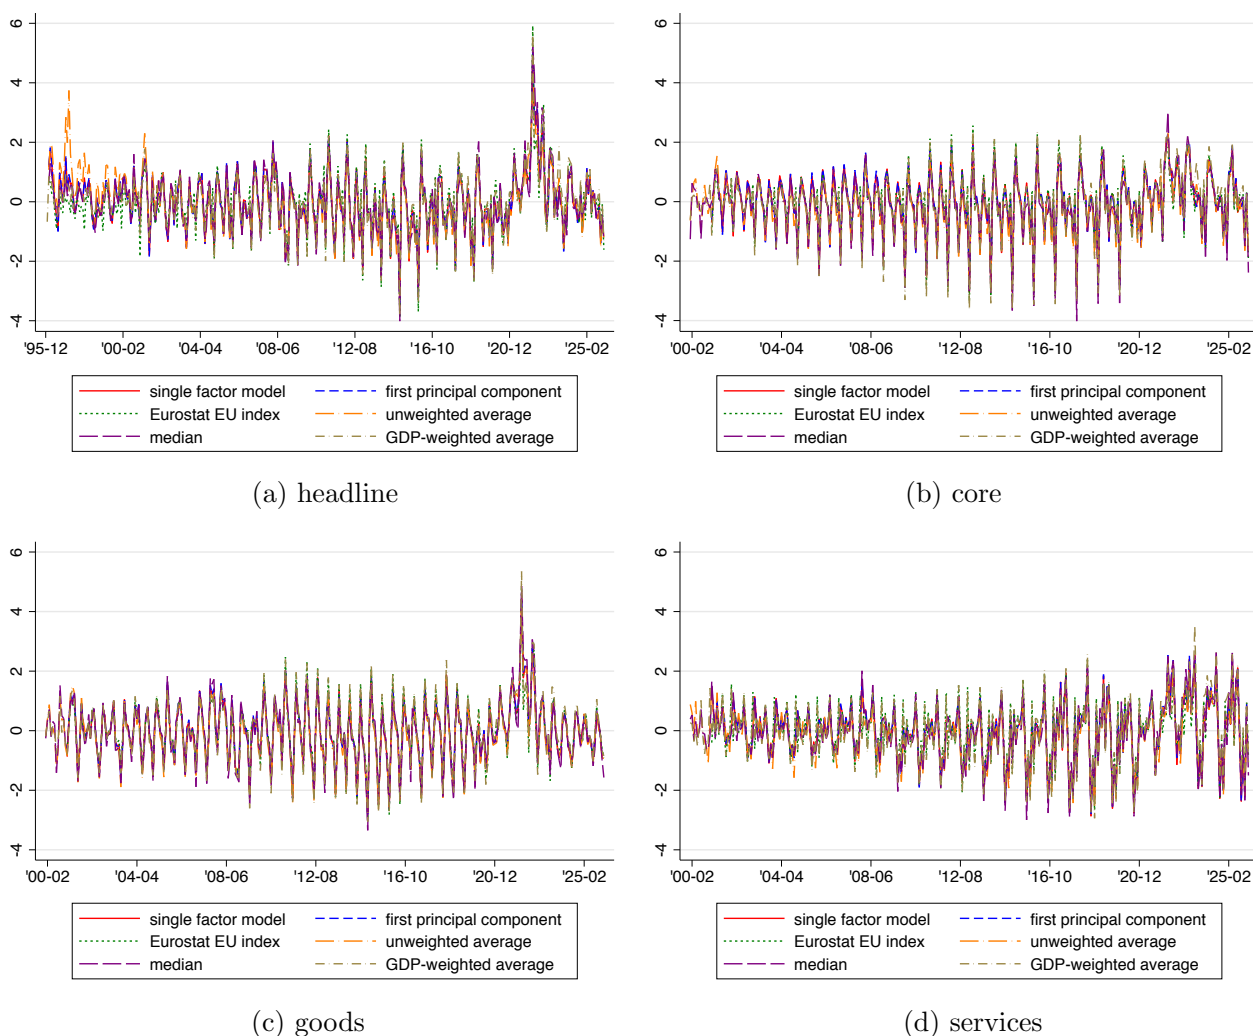 6
4
2
0
-2
-4
'95-12 '00-02 '04-04 '08-06 '12-08 '16-10 '20-12 '25-02
single factor model first principal component
Eurostat EU index unweighted average
median GDP-weighted average
(a) headline
6
4
2
0
-2
-4
'00-02 '04-04 '08-06 '12-08 '16-10 '20-12 '25-02
single factor model first principal component
Eurostat EU index unweighted average
median GDP-weighted average
(b) core
6
4
2
0
-2
-4
'00-02 '04-04 '08-06 '12-08 '16-10 '20-12 '25-02
single factor model first principal component
Eurostat EU index unweighted average
median GDP-weighted average
(c) goods
6
4
2
0
-2
-4
'00-02 '04-04 '08-06 '12-08 '16-10 '20-12 '25-02
single factor model first principal component
Eurostat EU index unweighted average
median GDP-weighted average
(d) services